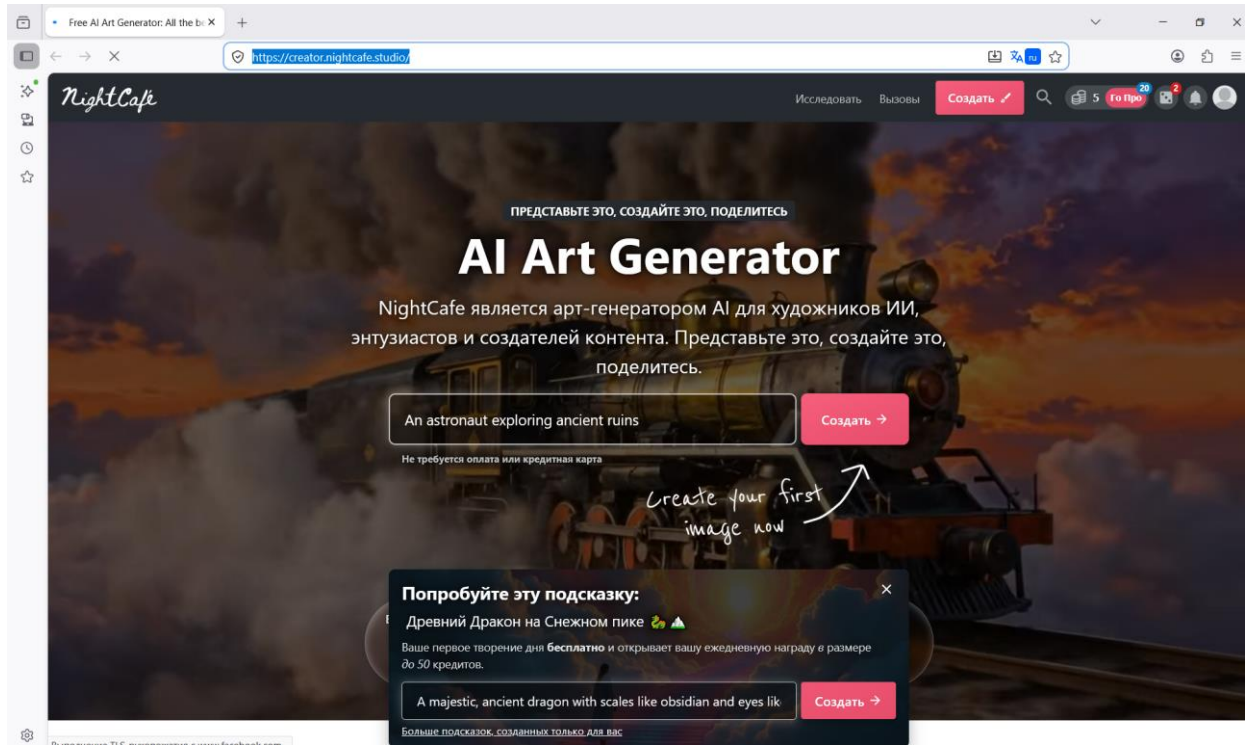 Free AI Art Generator: All the be
https://creator.nightcafe.studio/
ru
NightCafé
Исследовать
Вызовы
Создать
5
Го Про
20
2
ПРЕДСТАВЬТЕ ЭТО, СОЗДАЙТЕ ЭТО, ПОДЕЛИТЕСЬ
AI Art Generator
NightCafe является арт-генератором AI для художников ИИ,
энтузиастов и создателей контента. Представьте это, создайте это,
поделитесь.
An astronaut exploring ancient ruins
Создать →
Не требуется оплата или кредитная карта
Create your first
image now
Попробуйте эту подсказку:
Древний Дракон на Снежном пике
Ваше первое творение дня бесплатно и открывает вашу ежедневную награду в размере
до 50 кредитов.
A majestic, ancient dragon with scales like obsidian and eyes lik
Создать →
Больше подсказок, созданных только для вас